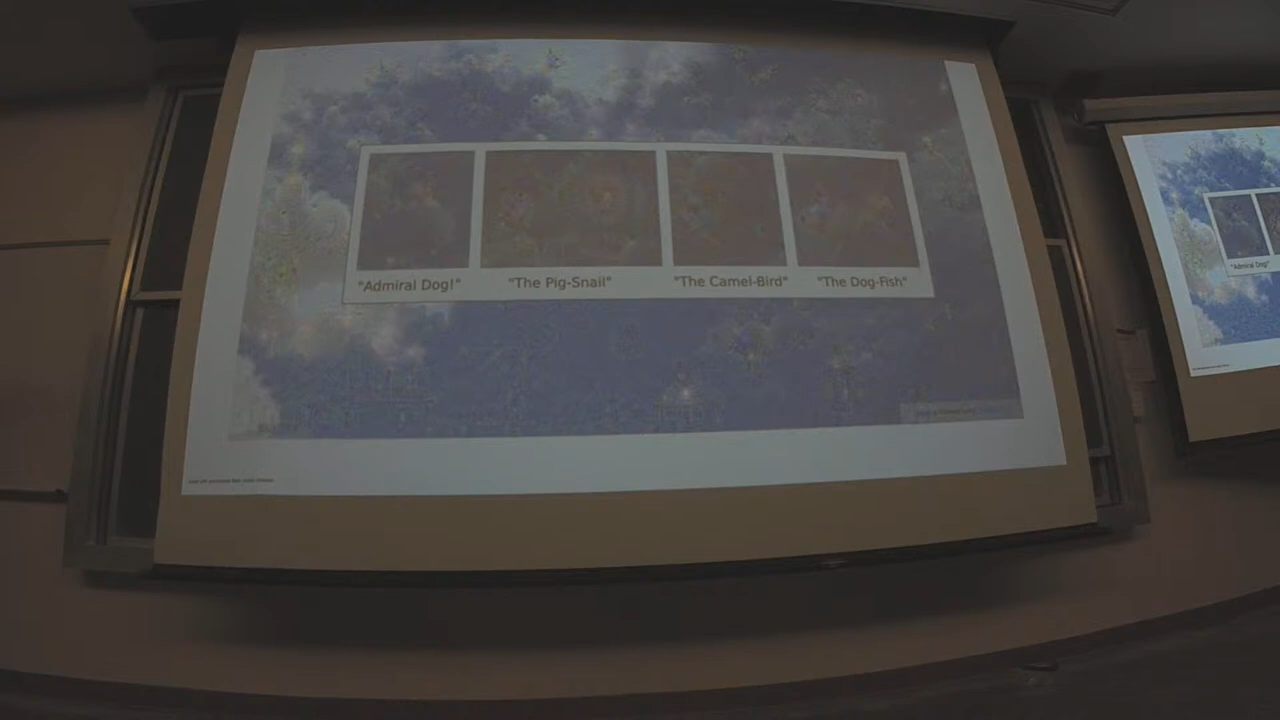 "Admiral Dog!"
"The Pig-Snail"
"The Camel-Bird"
"The Dog-Fish"
"Admiral Dog!"